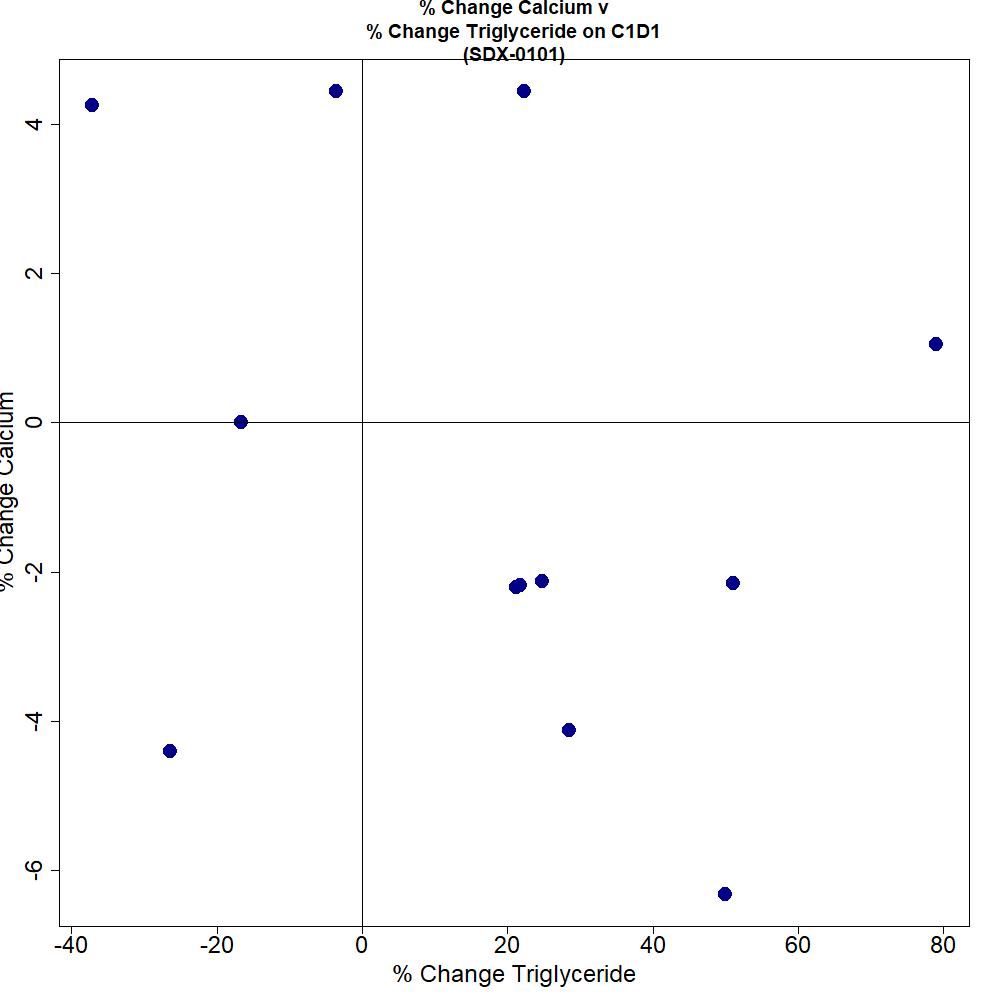 % Change Calcium v
% Change Triglyceride on C1D1
(SDX-0101)
% Change Calcium
4
2
0
-2
-4
-6
-40
-20
0
20
40
60
80
% Change Triglyceride